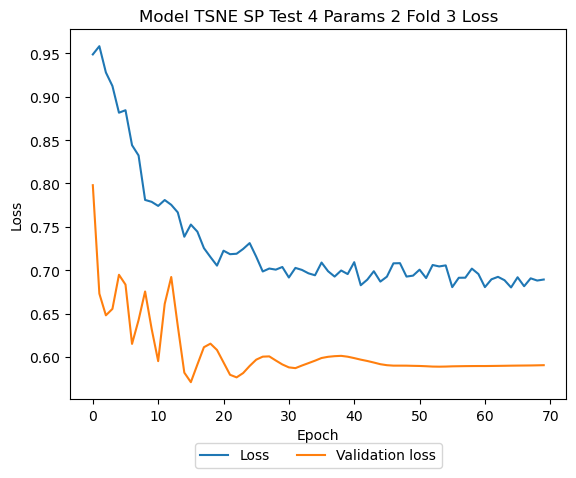 Model TSNE SP Test 4 Params 2 Fold 3 Loss
Loss
0.95
0.90
0.85
0.80
0.75
0.70
0.65
0.60
0 10 20 30 40 50 60 70
Epoch
Loss Validation loss